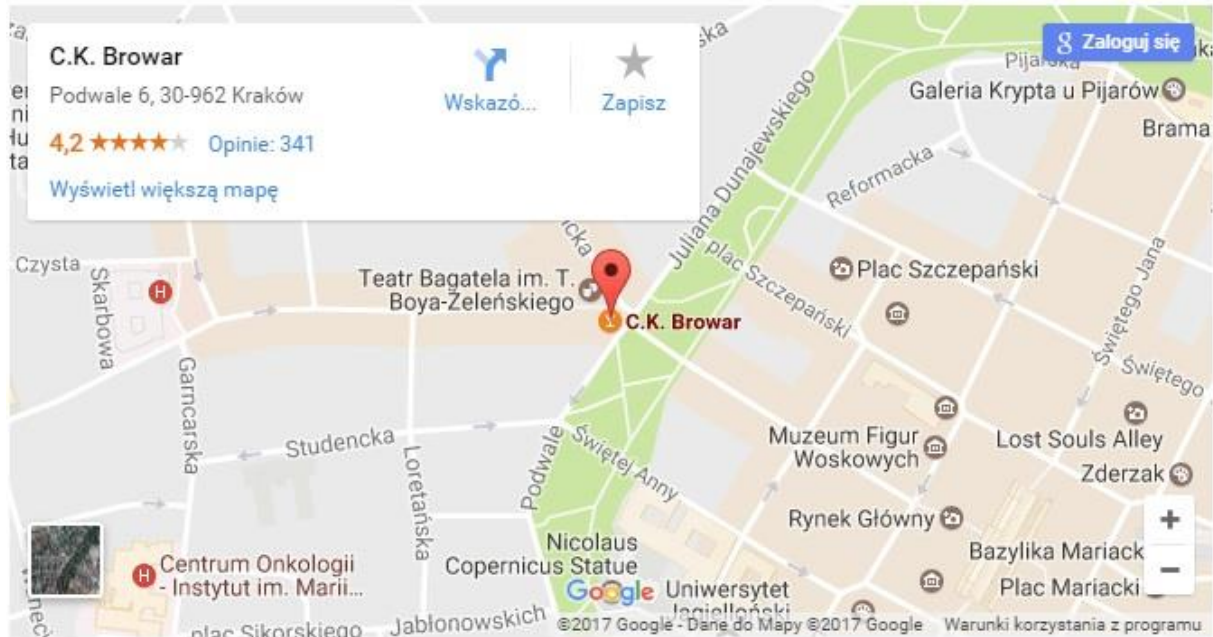 C.K. Browar
Podwale 6, 30-962 Kraków
4,2
Opinie: 341
Wyświetl większą mapę
Wskazó...
Zapisz
Zaloguj się
Pijarska
Galeria Krypta u Pijarów
Brama
Reformacka
Juliana Dunajewskiego
plac Szczepański
Plac Szczepański
Czysta
Skarbowa
H
Teatr Bagatela im. T.
Boya-Żeleńskiego
C.K. Browar
Świętego Jana
Świętego
Garncarska
Studencka
Loretańska
Podwale
Świętej Anny
Muzeum Figur
Woskowych
Lost Souls Alley
Zderzak
Rynek Główny
Nicolaus
Copernicus Statue
Bazylika Mariack
Plac Mariacki
+
−
H
Centrum Onkologii
- Instytut im. Marii...
Google
Uniwersytet
Jagielloński
plac Sikorskiego
Jabłonowskich
©2017 Google - Dane do Mapy ©2017 Google
Warunki korzystania z programu